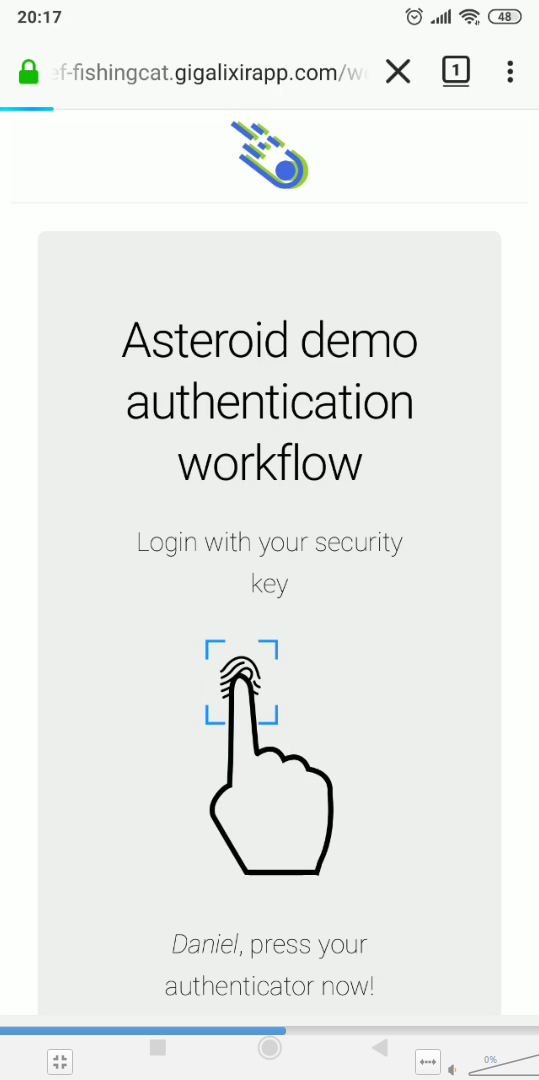 20:17
48
ef-fishingcat.gigalixirapp.com/w
1
Asteroid demo
authentication
workflow
Login with your security
key
Daniel, press your
authenticator now!
0%